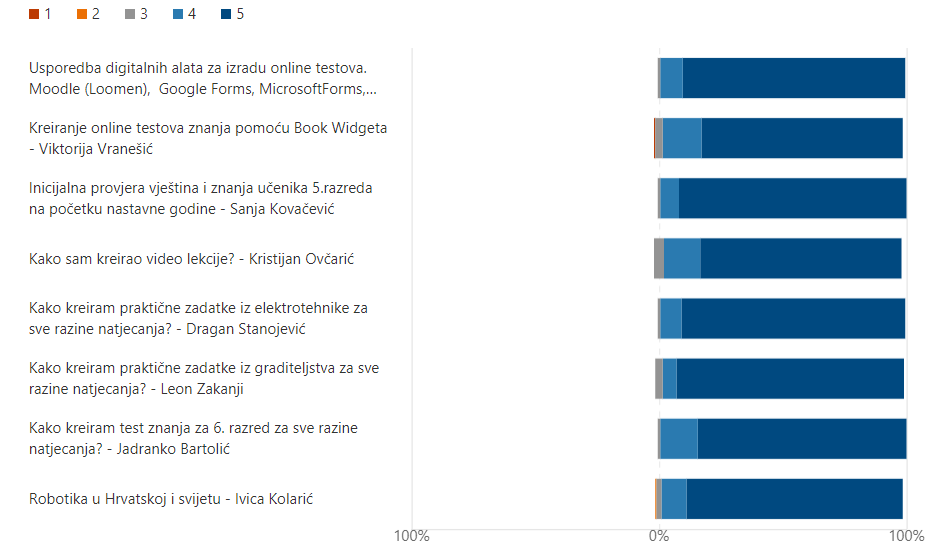 1 2 3 4 5
Usporedba digitalnih alata za izradu online testova.
Moodle (Loomen),  Google Forms, MicrosoftForms,...
Kreiranje online testova znanja pomoću Book Widgeta
- Viktorija Vranešić
Inicijalna provjera vještina i znanja učenika 5.razreda
na početku nastavne godine - Sanja Kovačević
Kako sam kreirao video lekcije? - Kristijan Ovčarić
Kako kreiram praktične zadatke iz elektrotehnike za
sve razine natjecanja? - Dragan Stanojević
Kako kreiram praktične zadatke iz graditeljstva za sve
razine natjecanja? - Leon Zakanji
Kako kreiram test znanja za 6. razred za sve razine
natjecanja? - Jadranko Bartolić
Robotika u Hrvatskoj i svijetu - Ivica Kolarić
100% 0% 100%